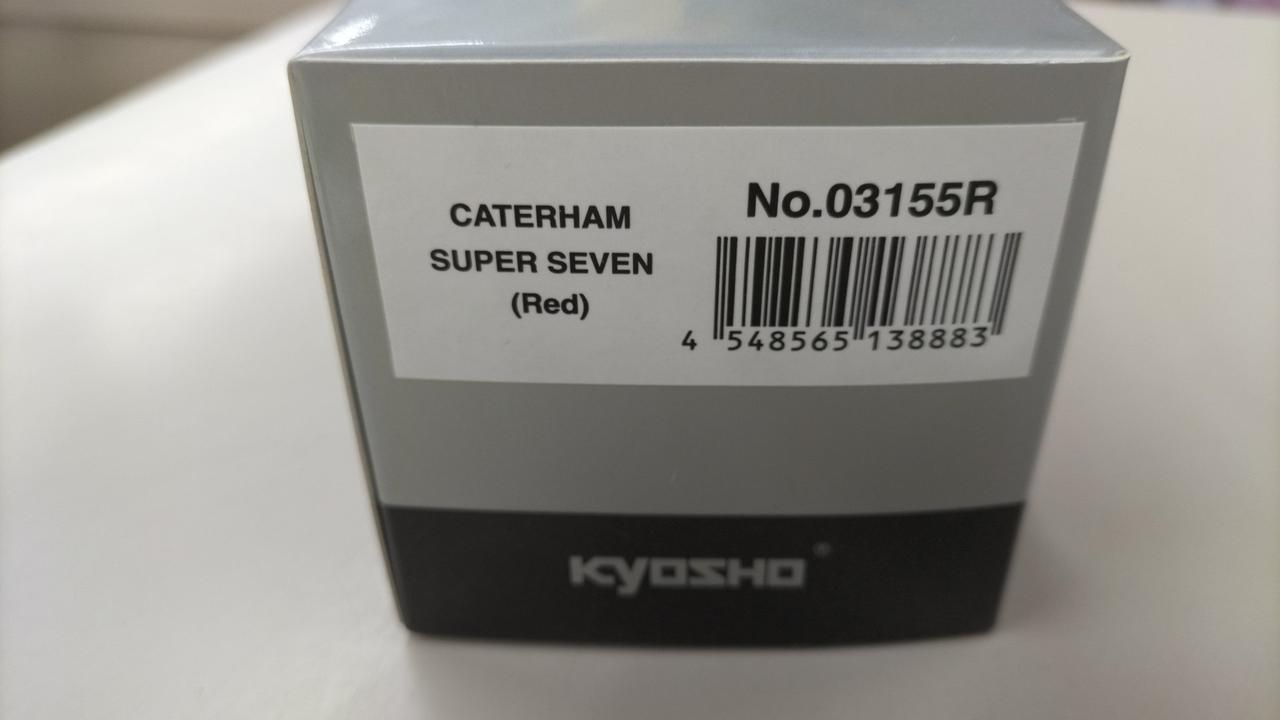 CATERHAM
SUPER SEVEN
(Red)
No.03155R
4 548565 138883
KYOSHO®